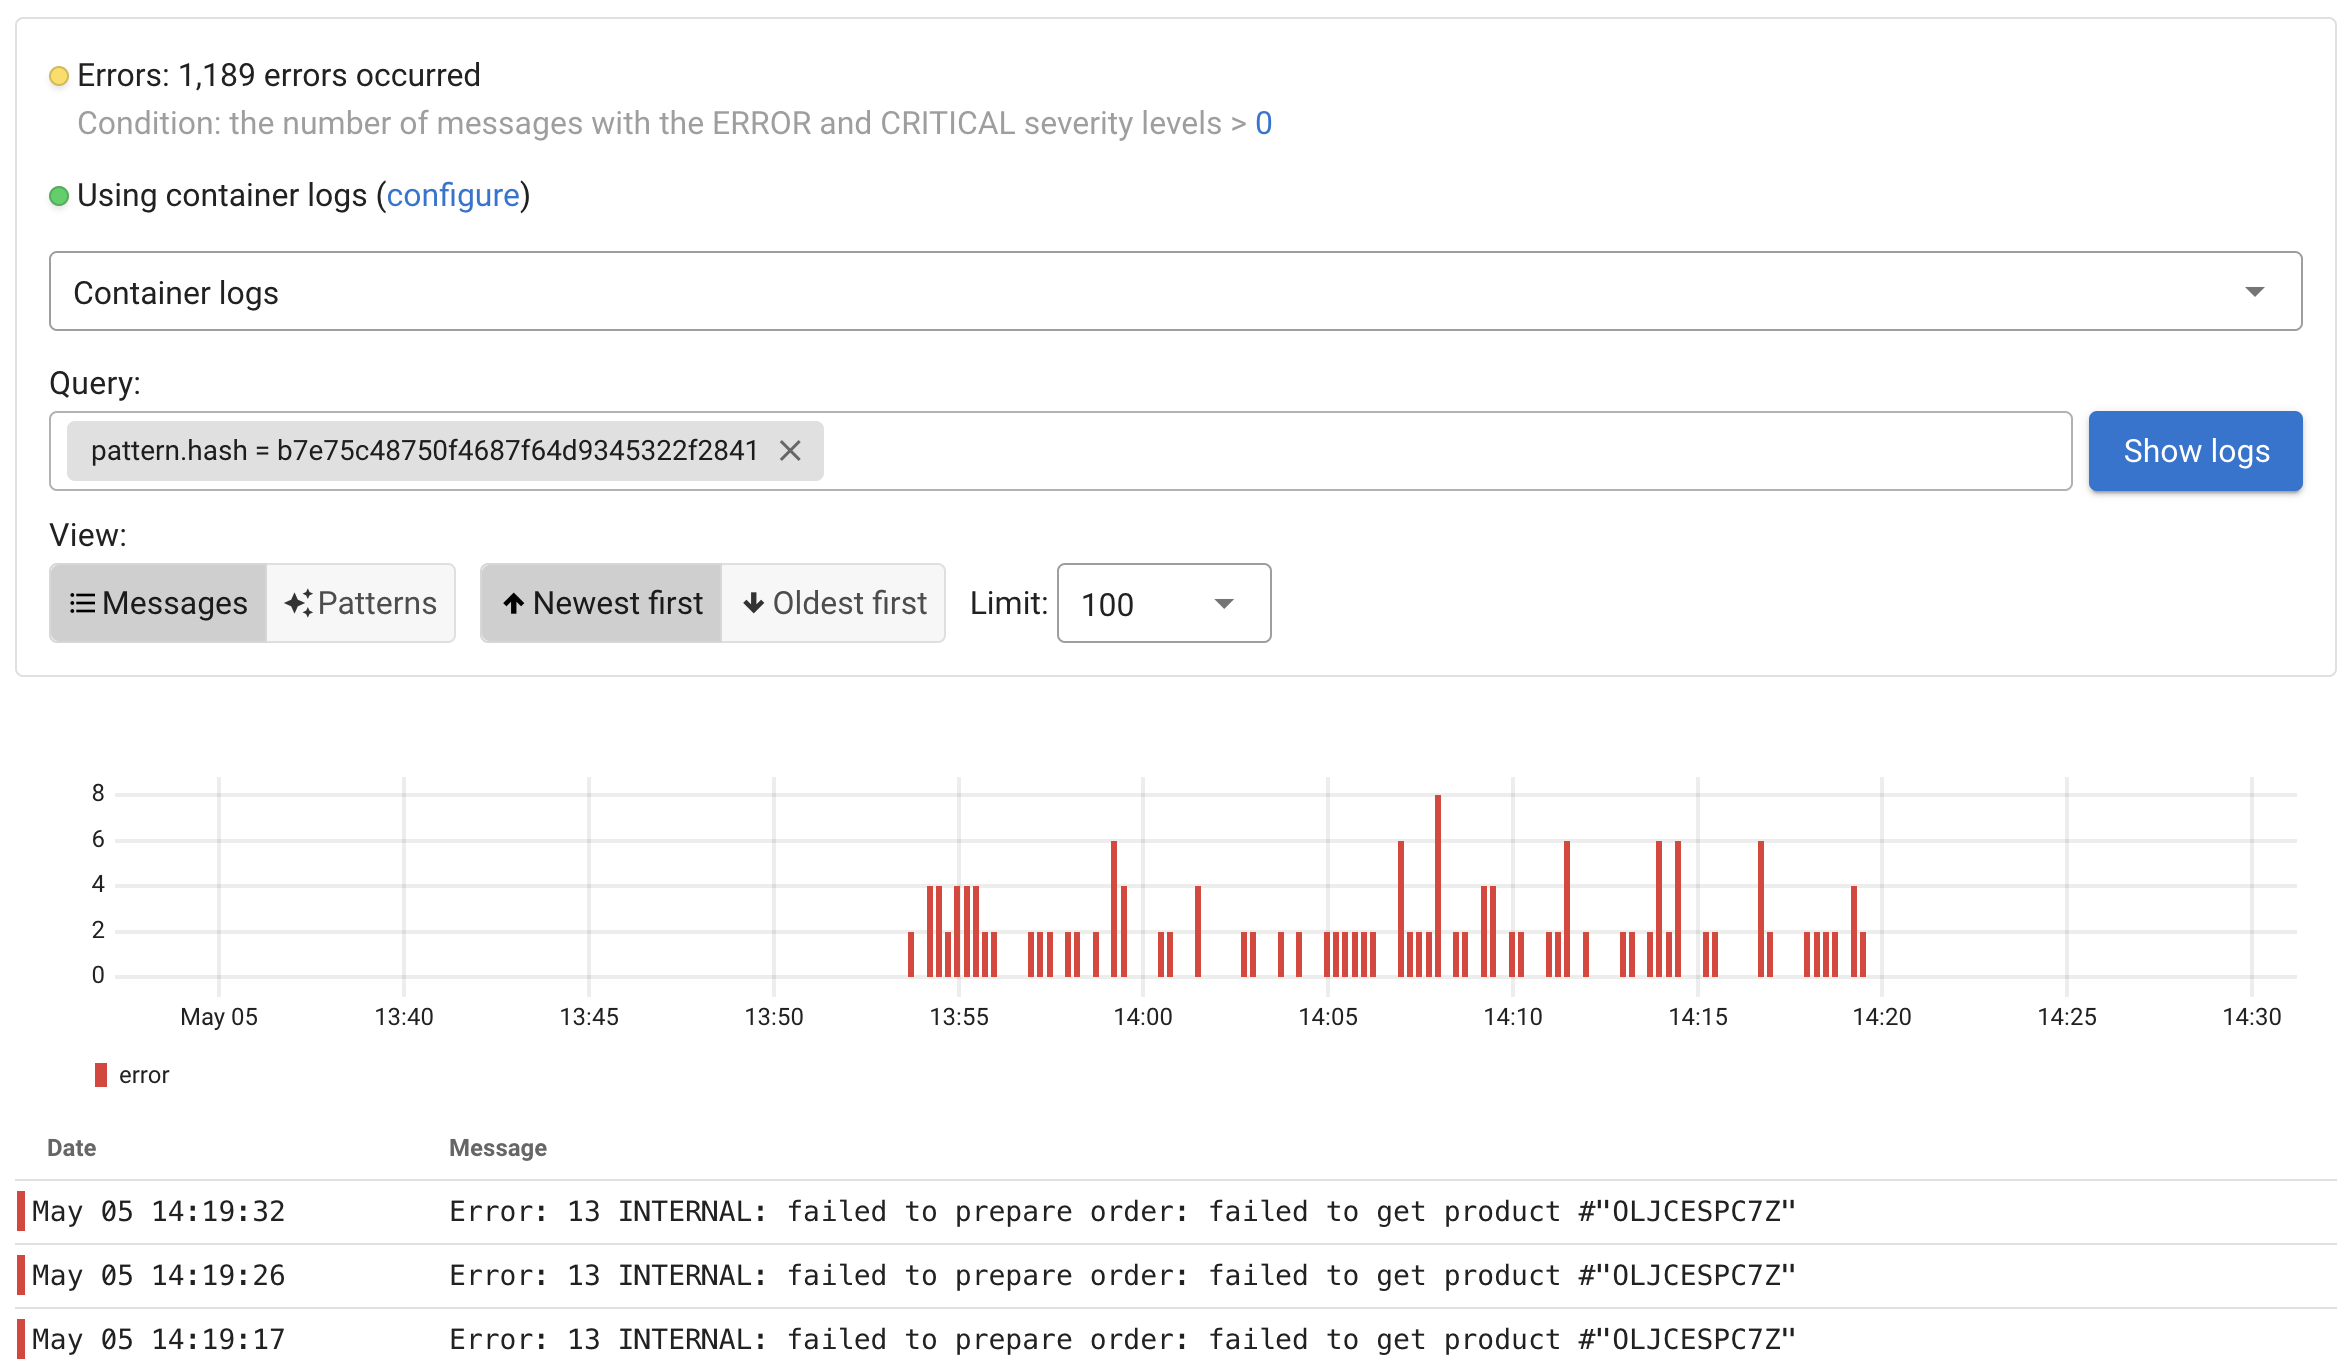 Errors: 1,189 errors occurred
Condition: the number of messages with the ERROR and CRITICAL severity levels > 0
Using container logs (configure)
Container logs
Query:
pattern.hash = b7e75c48750f4687f64d9345322f2841
Show logs
View:
Messages Patterns Newest first Oldest first Limit: 100
8
6
4
2
0
May 05 13:40 13:45 13:50 13:55 14:00 14:05 14:10 14:15 14:20 14:25 14:30
error
Date Message
May 05 14:19:32 Error: 13 INTERNAL: failed to prepare order: failed to get product #"OLJCESPC7Z"
May 05 14:19:26 Error: 13 INTERNAL: failed to prepare order: failed to get product #"OLJCESPC7Z"
May 05 14:19:17 Error: 13 INTERNAL: failed to prepare order: failed to get product #"OLJCESPC7Z"